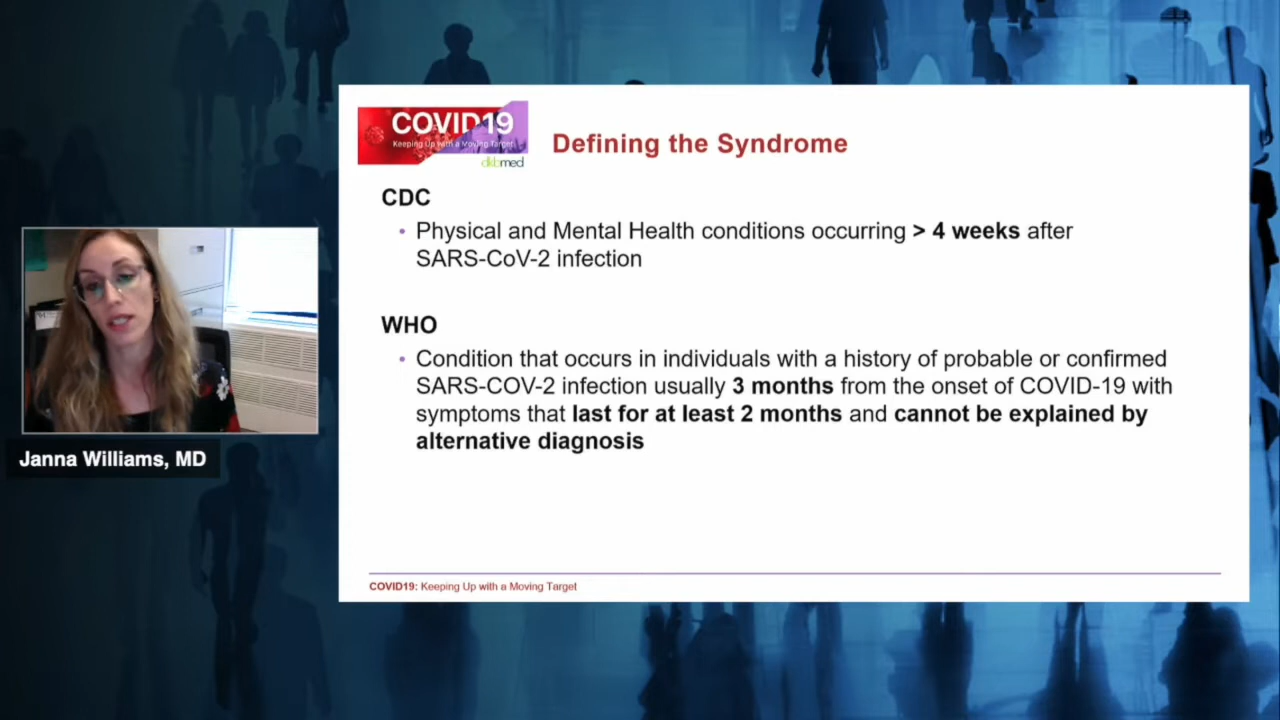 COVID19
Keeping Up with a Moving Target
dkbmed
Defining the Syndrome
CDC
• Physical and Mental Health conditions occurring > 4 weeks after
SARS-CoV-2 infection
WHO
• Condition that occurs in individuals with a history of probable or confirmed
SARS-COV-2 infection usually 3 months from the onset of COVID-19 with
symptoms that last for at least 2 months and cannot be explained by
alternative diagnosis
Janna Williams, MD
COVID19: Keeping Up with a Moving Target